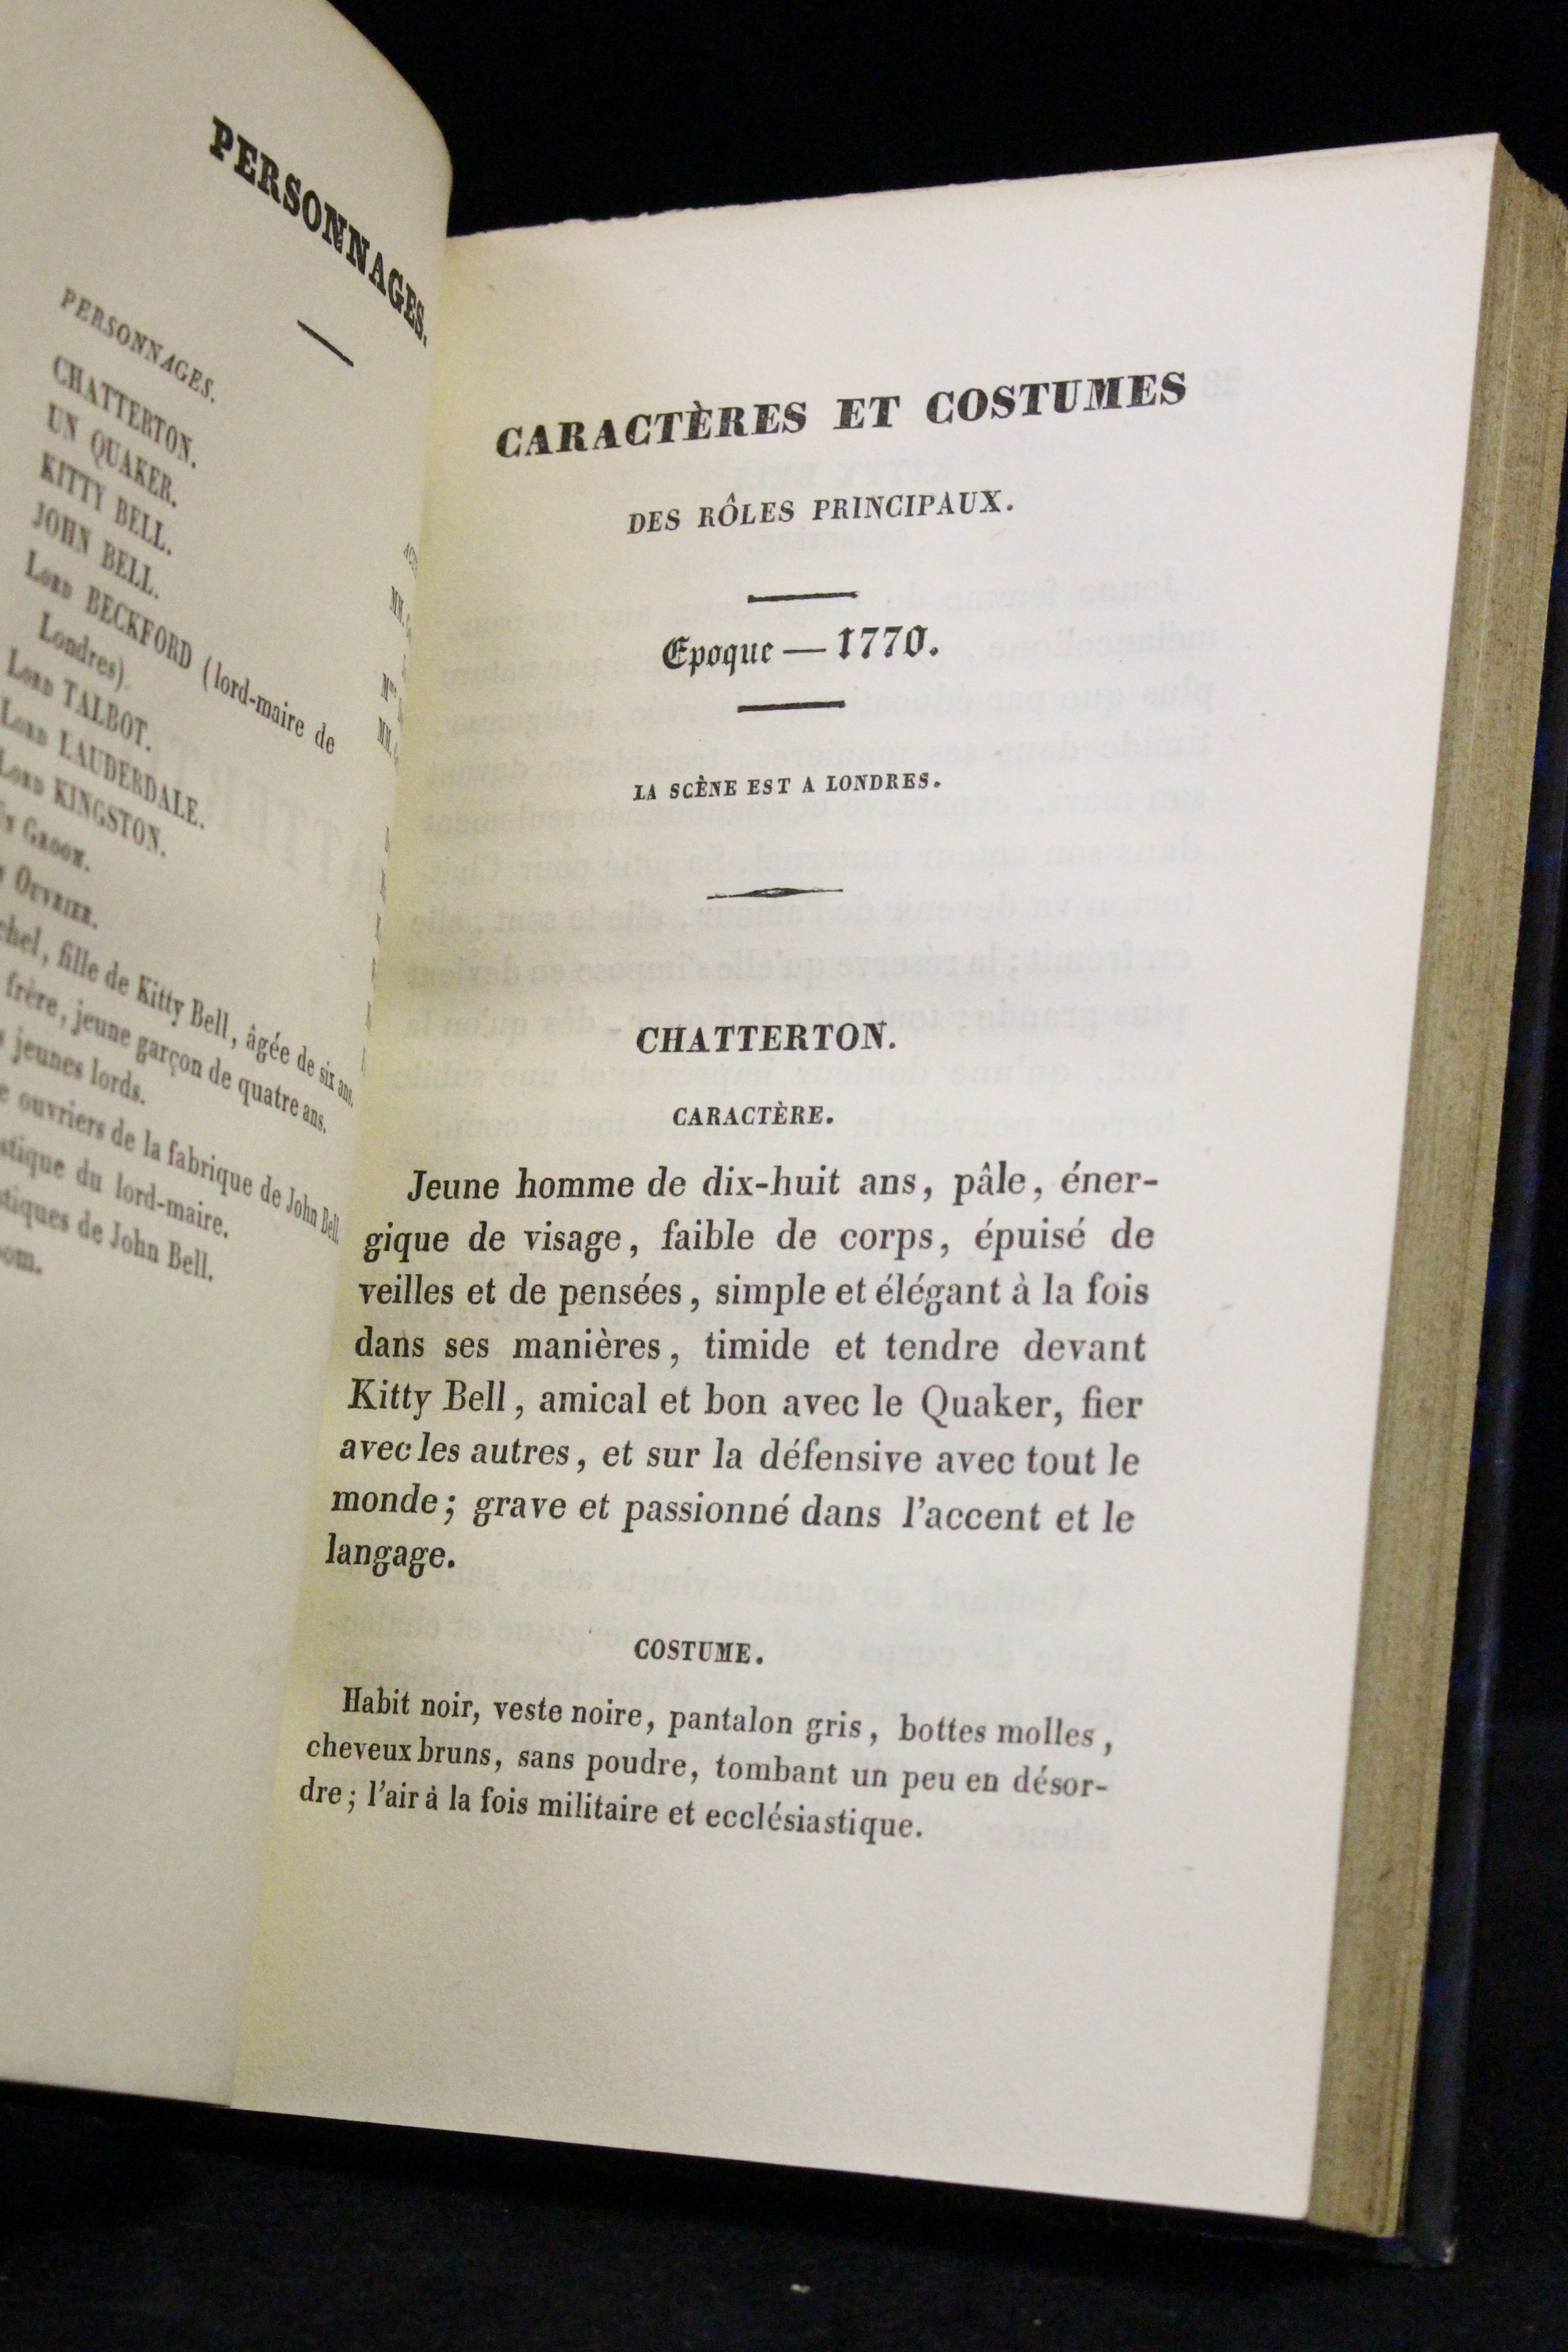 PERSONNAGES.
PERSONNAGES.
CHATTERTON.
UN QUAKER.
KITTY BELL.
JOHN BELL.
LORD BECKFORD (lord-maire de
Londres).
LORD TALBOT.
LORD LAUDERDALE.
LORD KINGSTON.
GROOM.
OUVRIER.
fille de Kitty Bell, âgée de six ans.
frère, jeune garçon de quatre ans.
jeunes lords.
ouvriers de la fabrique de John Bell
du lord-maire.
de John Bell.
CARACTÈRES ET COSTUMES
DES RÔLES PRINCIPAUX.
Epoque — 1770.
LA SCÈNE EST A LONDRES.
CHATTERTON.
CARACTÈRE.
Jeune homme de dix-huit ans, pâle, éner-
gique de visage, faible de corps, épuisé de
veilles et de pensées, simple et élégant à la fois
dans ses manières, timide et tendre devant
Kitty Bell, amical et bon avec le Quaker, fier
avec les autres, et sur la défensive avec tout le
monde; grave et passionné dans l'accent et le
langage.
COSTUME.
Habit noir, veste noire, pantalon gris, bottes molles,
cheveux bruns, sans poudre, tombant un peu en désor-
dre; l'air à la fois militaire et ecclésiastique.